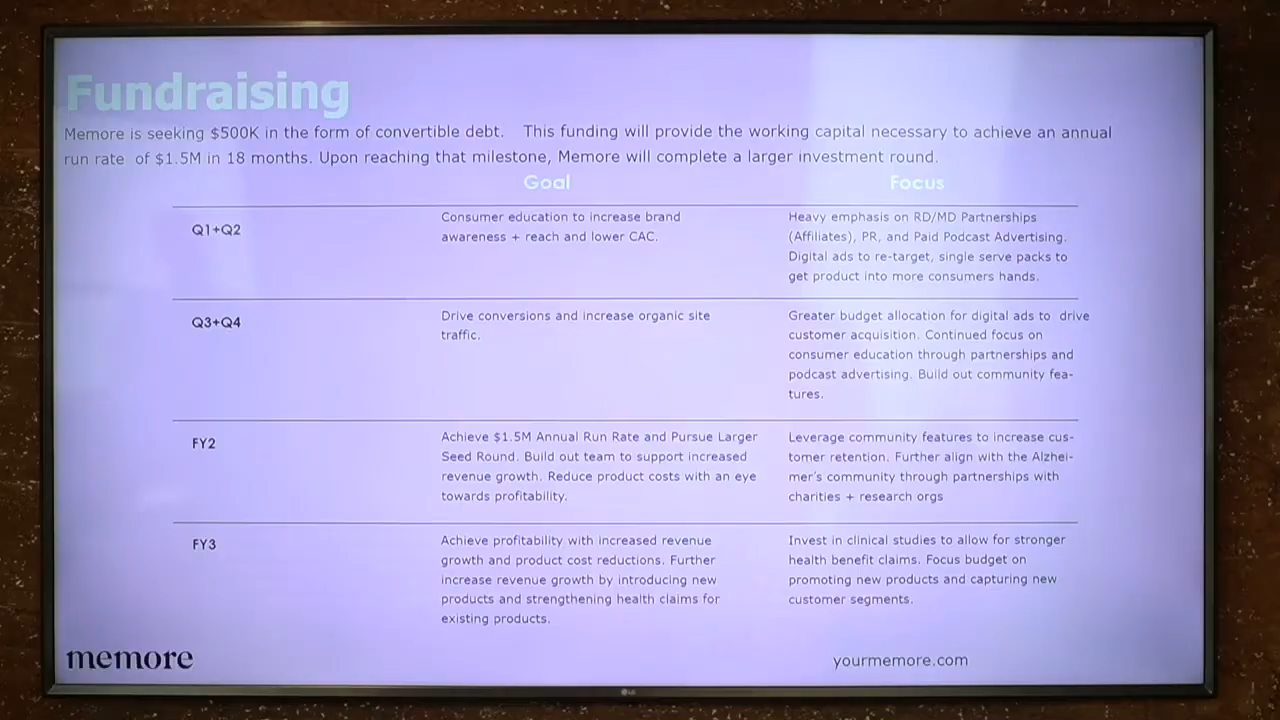 Fundraising
Memore is seeking $500K in the form of convertible debt. This funding will provide the working capital necessary to achieve an annual
run rate of $1.5M in 18 months. Upon reaching that milestone, Memore will complete a larger investment round.
Goal
Focus
Q1+Q2
Consumer education to increase brand
awareness + reach and lower CAC.
Heavy emphasis on RD/MD Partnerships
(Affiliates), PR, and Paid Podcast Advertising.
Digital ads to re-target, single serve packs to
get product into more consumers hands.
Q3+Q4
Drive conversions and increase organic site
traffic.
Greater budget allocation for digital ads to drive
customer acquisition. Continued focus on
consumer education through partnerships and
podcast advertising. Build out community fea-
tures.
FY2
Achieve $1.5M Annual Run Rate and Pursue Larger
Seed Round. Build out team to support increased
revenue growth. Reduce product costs with an eye
towards profitability.
Leverage community features to increase cus-
tomer retention. Further align with the Alzhei-
mer's community through partnerships with
charities + research orgs
FY3
Achieve profitability with increased revenue
growth and product cost reductions. Further
increase revenue growth by introducing new
products and strengthening health claims for
existing products.
Invest in clinical studies to allow for stronger
health benefit claims. Focus budget on
promoting new products and capturing new
customer segments.
memore
yourmemore.com
LG